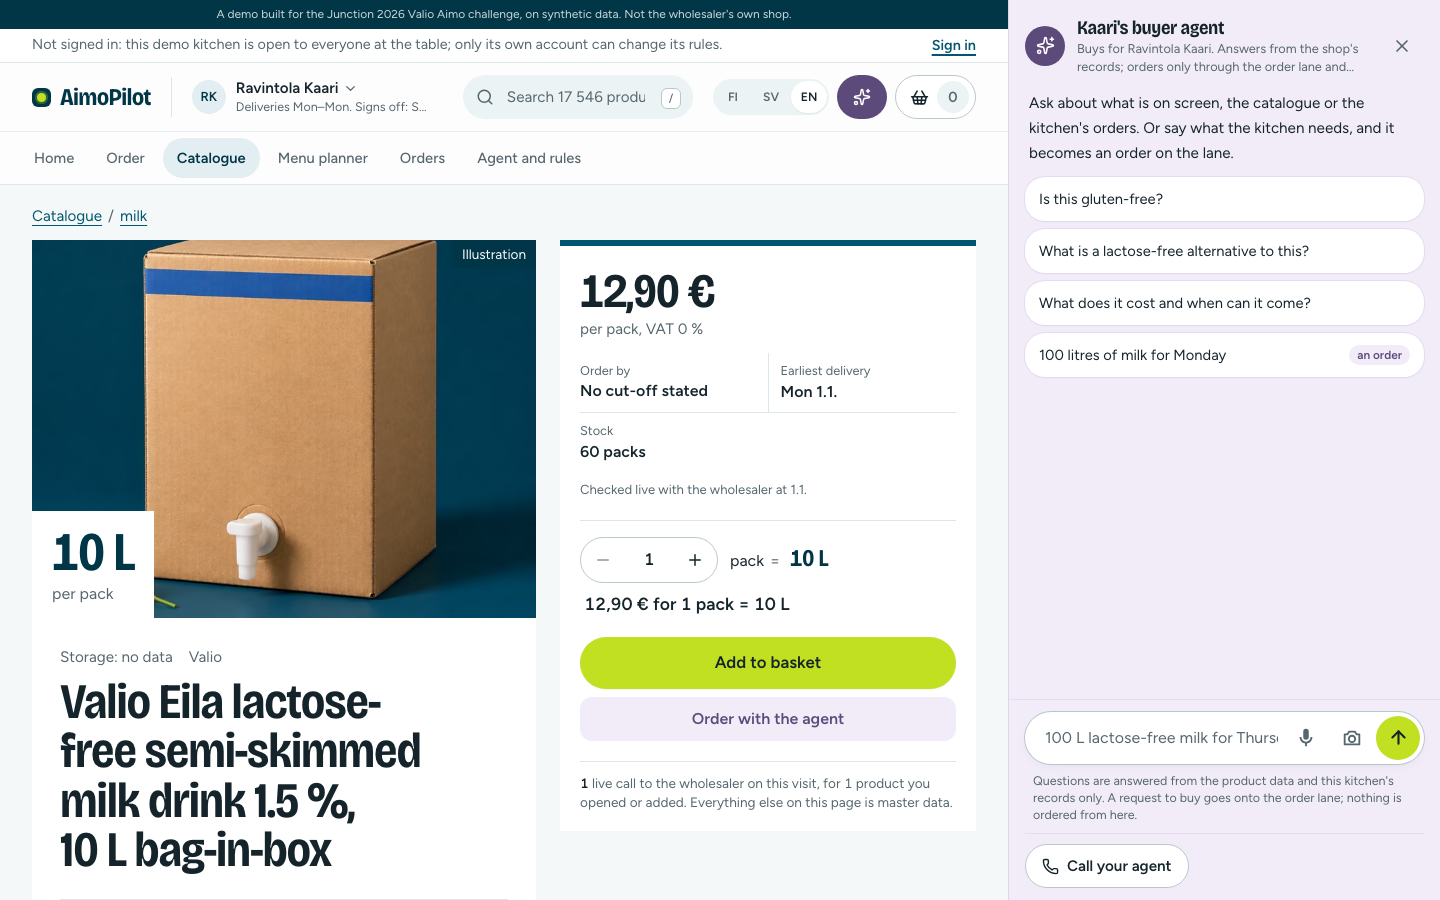 A demo built for the Junction 2026 Valio Aimo challenge, on synthetic data. Not the wholesaler's own shop.
Not signed in: this demo kitchen is open to everyone at the table; only its own account can change its rules.
Sign in
AimoPilot
RK
Ravintola Kaari
Deliveries Mon–Mon. Signs off: S...
Search 17 546 produ
/
FI
SV
EN
0
Home
Order
Catalogue
Menu planner
Orders
Agent and rules
Catalogue / milk
Illustration
10 L
per pack
Storage: no data
Valio
Valio Eila lactose-
free semi-skimmed
milk drink 1.5 %,
10 L bag-in-box
12,90 €
per pack, VAT 0 %
Order by
No cut-off stated
Earliest delivery
Mon 1.1.
Stock
60 packs
Checked live with the wholesaler at 1.1.
1
pack = 10 L
12,90 € for 1 pack = 10 L
Add to basket
Order with the agent
1 live call to the wholesaler on this visit, for 1 product you
opened or added. Everything else on this page is master data.
Kaari's buyer agent
Buys for Ravintola Kaari. Answers from the shop's
records; orders only through the order lane and...
Ask about what is on screen, the catalogue or the
kitchen's orders. Or say what the kitchen needs, and it
becomes an order on the lane.
Is this gluten-free?
What is a lactose-free alternative to this?
What does it cost and when can it come?
100 litres of milk for Monday
an order
100 L lactose-free milk for Thurs
Questions are answered from the product data and this kitchen's
records only. A request to buy goes onto the order lane; nothing is
ordered from here.
Call your agent